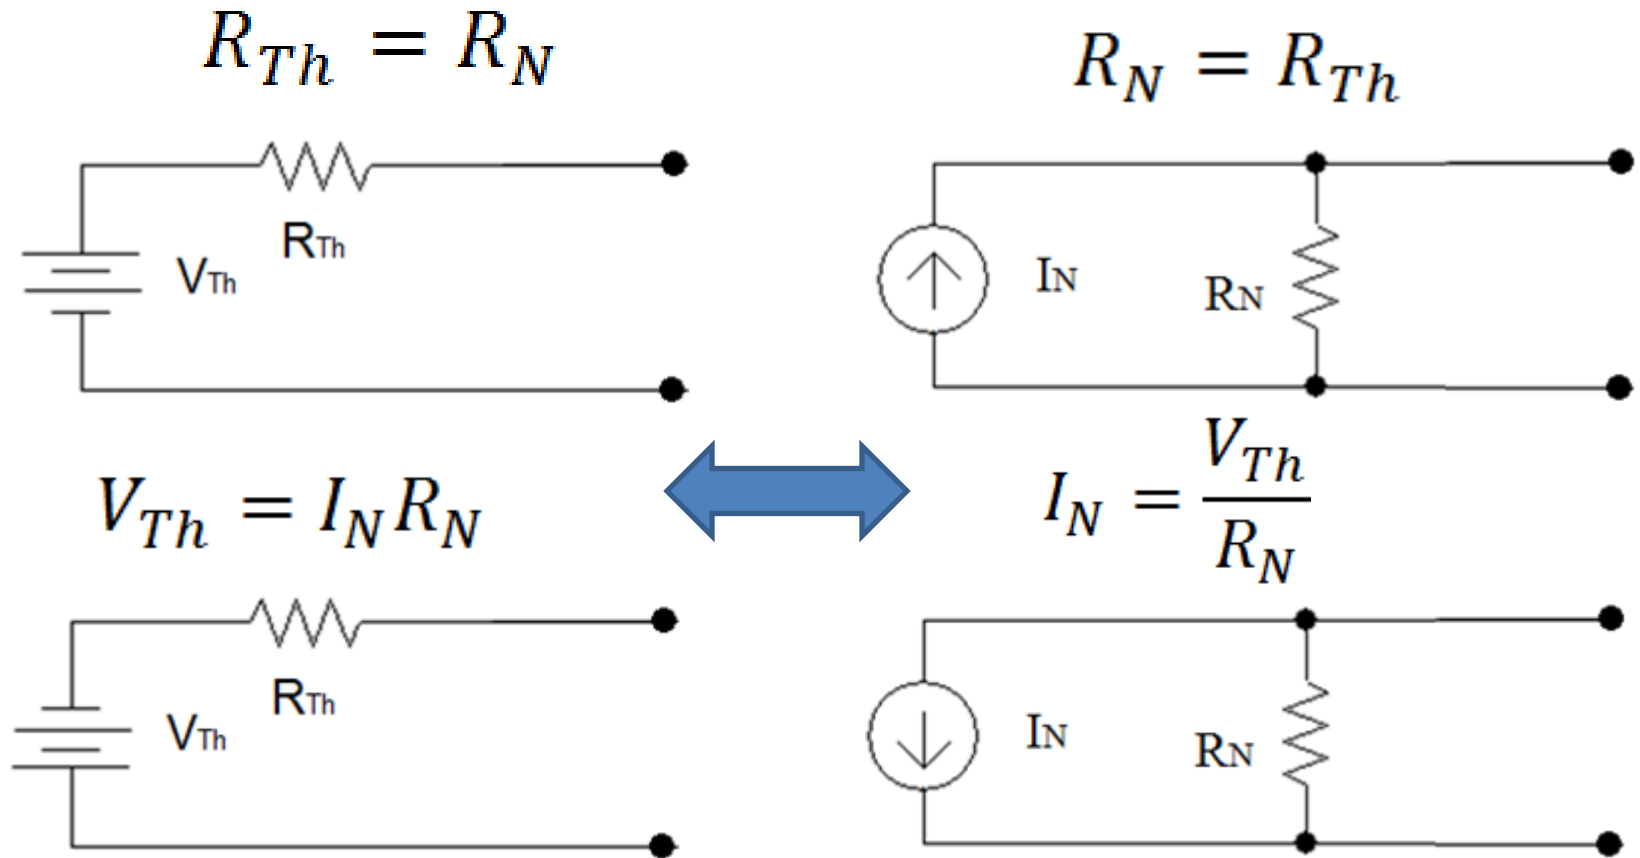 R_Th = R_N
R_N = R_Th
R_Th
V_Th
I_N
R_N
V_Th = I_N R_N
I_N = V_Th / R_N
R_Th
V_Th
I_N
R_N